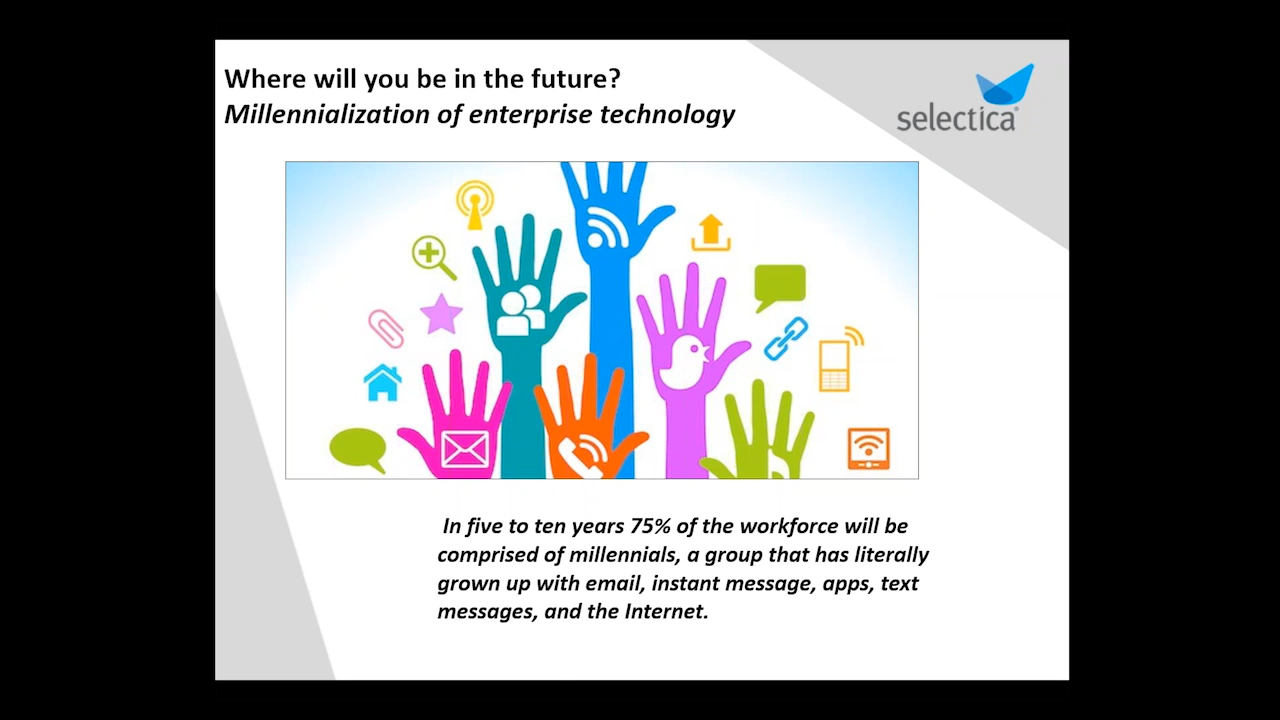 Where will you be in the future?
Millennialization of enterprise technology
selectica
In five to ten years 75% of the workforce will be
comprised of millennials, a group that has literally
grown up with email, instant message, apps, text
messages, and the Internet.